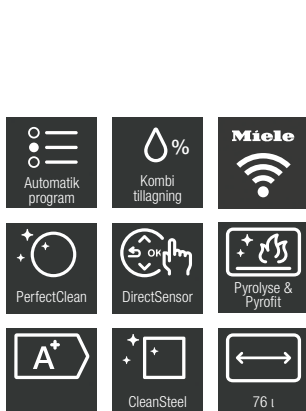 Automatik
program
%
Kombi
tillagning
Miele
PerfectClean
OK
DirectSensor
Pyrolyse &
Pyrofit
A+
CleanSteel
76 l